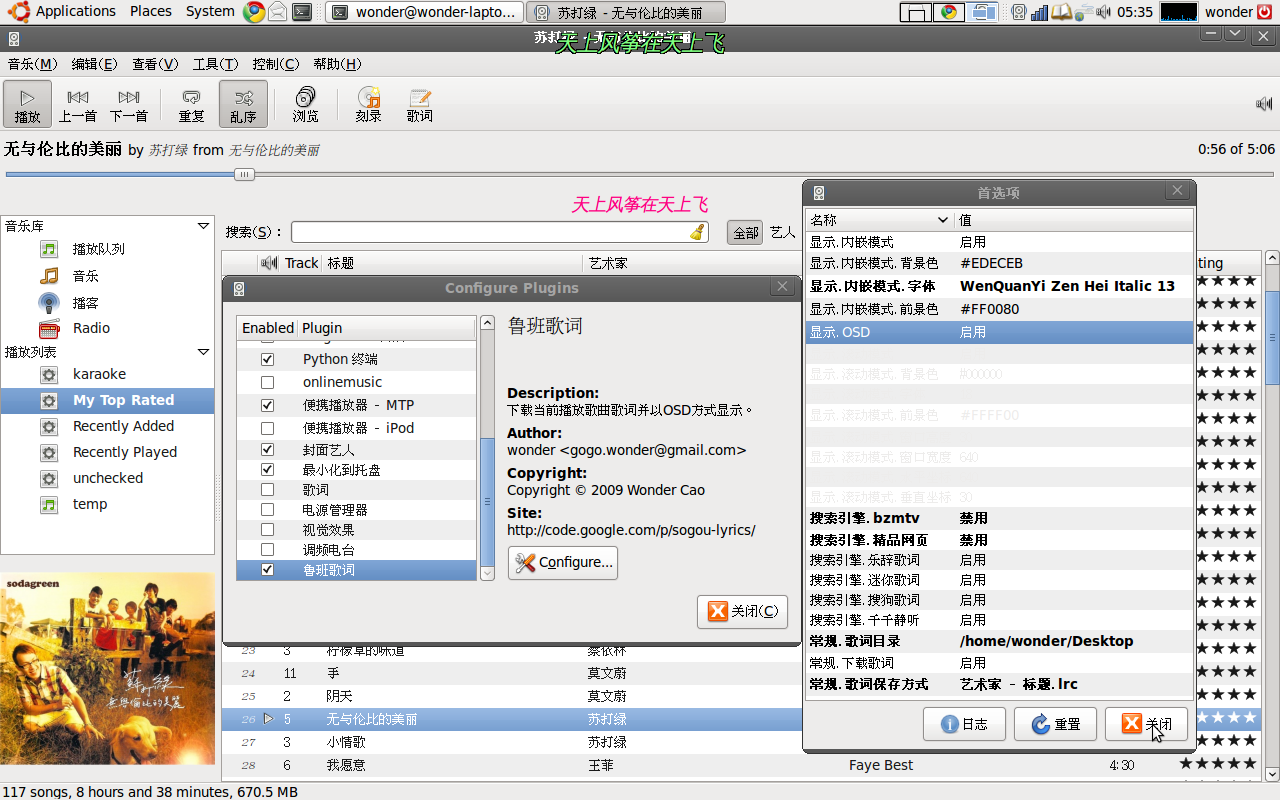 Applications Places System wonder@wonder-lapto... 苏打绿 - 无与伦比的美丽 05:35 wonder
天上风筝在天上飞
音乐(M) 编辑(E) 查看(V) 工具(T) 控制(C) 帮助(H)
播放 上一首 下一首 重复 乱序 浏览 刻录 歌词
无与伦比的美丽 by 苏打绿 from 无与伦比的美丽 0:56 of 5:06
天上风筝在天上飞
音乐库
播放队列
音乐
播客
Radio
播放列表
karaoke
My Top Rated
Recently Added
Recently Played
unchecked
temp
sodagreen
蘇打綠
無與倫比的美麗
搜索(S)： 全部 艺人
Track 标题 艺术家 ting
Configure Plugins
Enabled Plugin
Python 终端
onlinemusic
便携播放器 - MTP
便携播放器 - iPod
封面艺人
最小化到托盘
歌词
电源管理器
视觉效果
调频电台
鲁班歌词
鲁班歌词
Description:
下载当前播放歌曲歌词并以OSD方式显示。
Author:
wonder <gogo.wonder@gmail.com>
Copyright:
Copyright © 2009 Wonder Cao
Site:
http://code.google.com/p/sogou-lyrics/
Configure...
关闭(C)
首选项
名称 值
显示.内嵌模式 启用
显示.内嵌模式.背景色 #EDECEB
显示.内嵌模式.字体 WenQuanYi Zen Hei Italic 13
显示.内嵌模式.前景色 #FF0080
显示.OSD 启用
显示.滚动模式.背景色 #000000
显示.滚动模式.前景色 #FFFF00
显示.滚动模式.窗口宽度 640
显示.滚动模式.垂直坐标 30
搜索引擎.bzmtv 禁用
搜索引擎.精品网页 禁用
搜索引擎.乐辞歌词 启用
搜索引擎.迷你歌词 启用
搜索引擎.搜狗歌词 启用
搜索引擎.千千静听 启用
常规.歌词目录 /home/wonder/Desktop
常规.下载歌词 启用
常规.歌词保存方式 艺术家 - 标题.lrc
日志 重置 关闭
23 3 柠檬草的味道 蔡依林
24 11 手 莫文蔚
25 2 阴天 莫文蔚
26 5 无与伦比的美丽 苏打绿
27 3 小情歌 苏打绿
28 6 我愿意 王菲 Faye Best 4:30
117 songs, 8 hours and 38 minutes, 670.5 MB